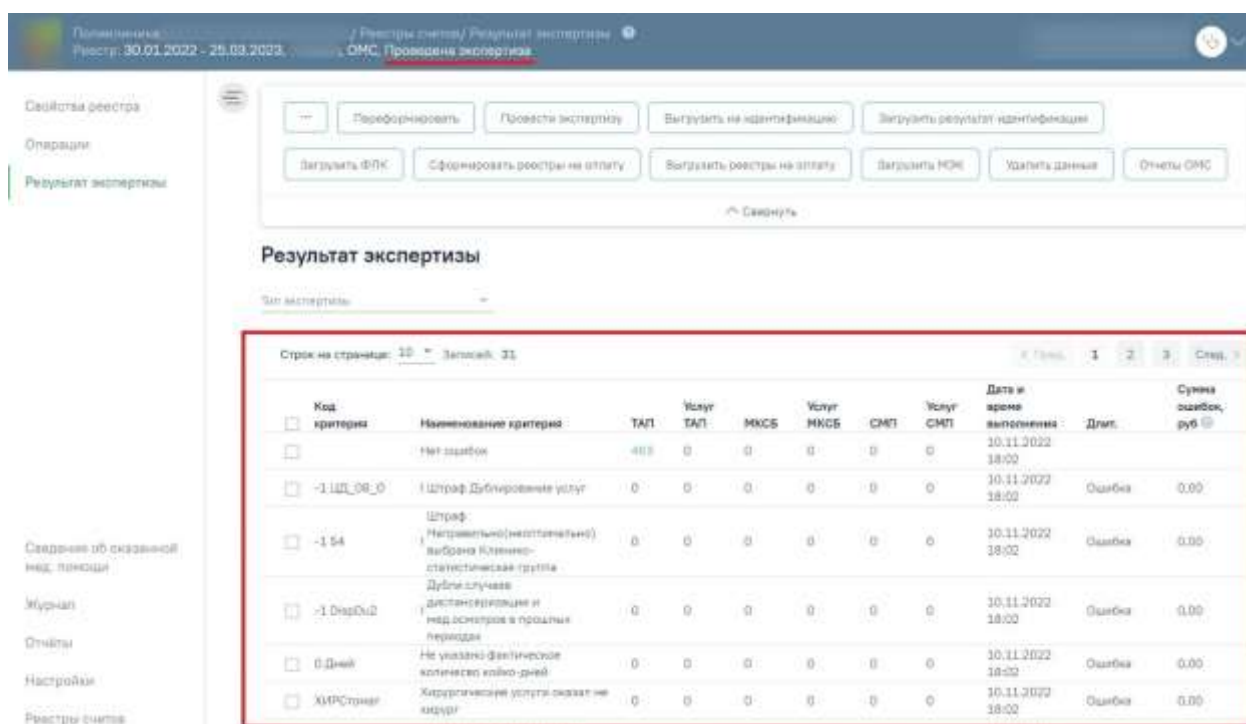 Поликлиника / Реестры счетов/ Результат экспертизы
Реестр: 30.01.2022 - 25.03.2023, , ОМС, Проведена экспертиза
Свойства реестра
Операции
Результат экспертизы
... Переформировать Провести экспертизу Выгрузить на идентификацию Загрузить результат идентификации
Загрузить ФЛК Сформировать реестры на оплату Выгрузить реестры на оплату Загрузить МЭК Удалить данные Отчеты ОМС
Свернуть
Результат экспертизы
Тип экспертизы
Строк на странице: 10 Записей: 31 < Пред. 1 2 3 След. >
Код критерия Наименование критерия ТАП Услуг ТАП МКСБ Услуг МКСБ СМП Услуг СМП Дата и время выполнения Длит. Сумма ошибок, руб
Нет ошибок 0 0 0 0 0 10.11.2022 18:02
-1 ЦД_08_0 ! Штраф Дублирование услуг 0 0 0 0 0 0 10.11.2022 18:02 Ошибка 0.00
-1 54 ! Штраф Неправильно(неоптимально) выбрана Клинико-статистическая группа 0 0 0 0 0 0 10.11.2022 18:02 Ошибка 0.00
-1 DispDu2 ! Дубли случаев диспансеризации и мед.осмотров в прошлых периодах 0 0 0 0 0 0 10.11.2022 18:02 Ошибка 0.00
0 Дней Не указано фактическое количество койко-дней 0 0 0 0 0 0 10.11.2022 18:02 Ошибка 0.00
ХИРСтомат Хирургические услуги оказал не хирург 0 0 0 0 0 0 10.11.2022 18:02 Ошибка 0.00
Сведения об оказанной
мед. помощи
Журнал
Отчёты
Настройки
Реестры счетов